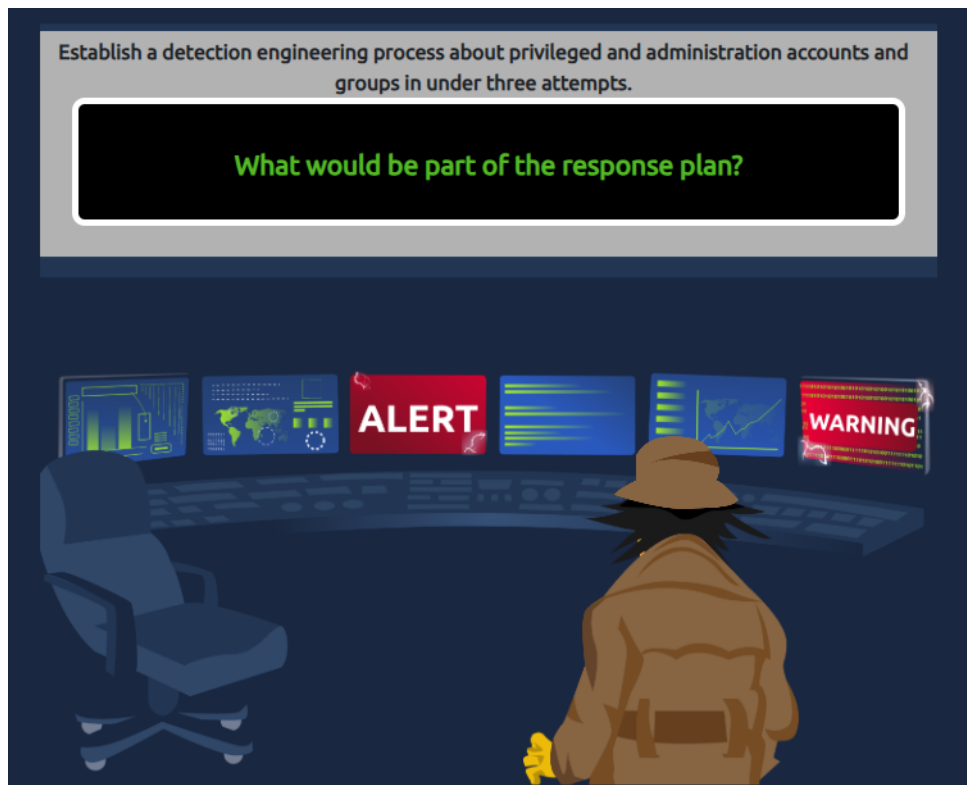 Establish a detection engineering process about privileged and administration accounts and
groups in under three attempts.
What would be part of the response plan?
ALERT
WARNING